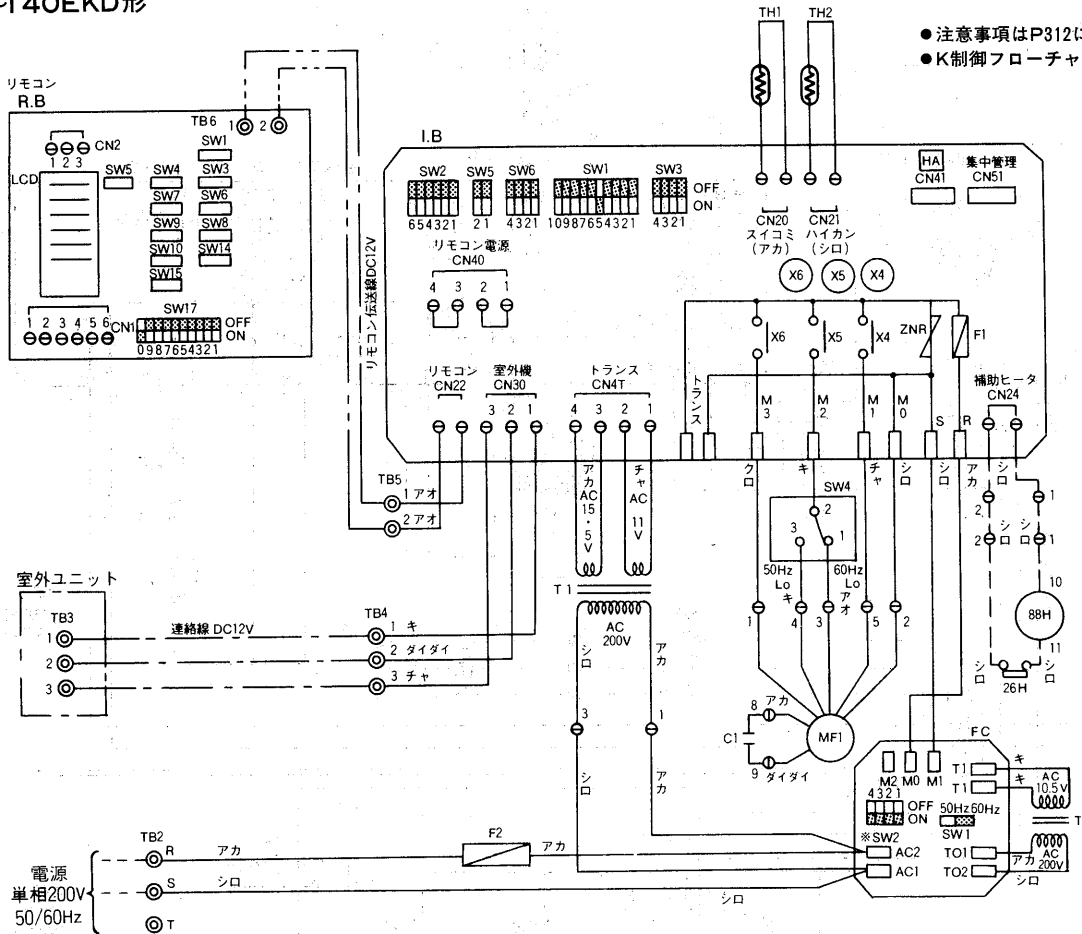 T40EKD形
●注意事項はP312に
●K制御フローチャ
TH1
TH2
リモコン
R.B
TB6
1
2
CN2
1 2 3
LCD
SW1
SW5
SW4
SW3
SW7
SW6
SW9
SW8
SW10
SW14
SW15
SW17
OFF
ON
0987654321
1 2 3 4 5 6
CN1
リモコン伝送線DC12V
I.B
SW2
SW5
SW6
SW1
SW3
OFF
ON
654321
21
4321
10987654321
4321
HA
CN41
集中管理
CN51
リモコン電源
CN40
4 3 2 1
CN20
スイコミ
(アカ)
CN21
ハイカン
(シロ)
X6
X5
X4
X6
X5
X4
ZNR
F1
リモコン
CN22
室外機
CN30
3 2 1
トランス
CN4T
4 3 2 1
トランス
M3
M2
M1
M0
S
R
補助ヒータ
CN24
クロ
キ
チャ
シロ
シロ
アカ
シロ
TB5
1 アオ
2 アオ
アカ
AC
15・5V
チャ
AC
11V
SW4
2
3
1
50Hz
Lo
60Hz
Lo
キ
アオ
2
1
2
シロ
シロ
1
10
88H
11
シロ
シロ
26H
T1
AC
200V
シロ
アカ
1
4
3
5
2
室外ユニット
TB3
1
2
3
連絡線 DC12V
TB4
1 キ
2 ダイダイ
3 チャ
3
1
シロ
アカ
8
アカ
C1
9 ダイダイ
MF1
FC
M2
M0
M1
T1
T1
キ
キ
AC
10.5V
4321
OFF
ON
50Hz 60Hz
SW1
※SW2
AC2
AC1
TO1
TO2
アカ
シロ
AC
200V
T
TB2
電源
単相200V
50/60Hz
R
アカ
F2
アカ
S
シロ
シロ
T